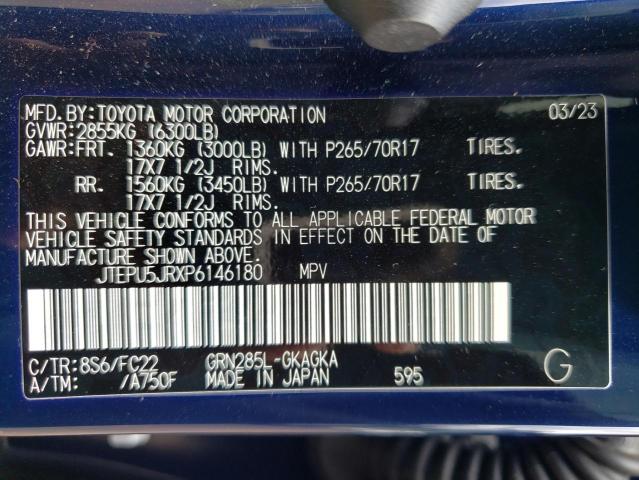 MFD.BY:TOYOTA MOTOR CORPORATION 03/23
GVWR:2855KG (6300LB)
GAWR:FRT. 1360KG (3000LB) WITH P265/70R17 TIRES.
17X7 1/2J RIMS.
RR. 1560KG (3450LB) WITH P265/70R17 TIRES.
17X7 1/2J RIMS.
THIS VEHICLE CONFORMS TO ALL APPLICABLE FEDERAL MOTOR
VEHICLE SAFETY STANDARDS IN EFFECT ON THE DATE OF
MANUFACTURE SHOWN ABOVE.
JTEPU5JRXP6146180 MPV
C/TR:8S6/FC22 GRN285L-GKAGKA
A/TM: /A750F MADE IN JAPAN 595 G